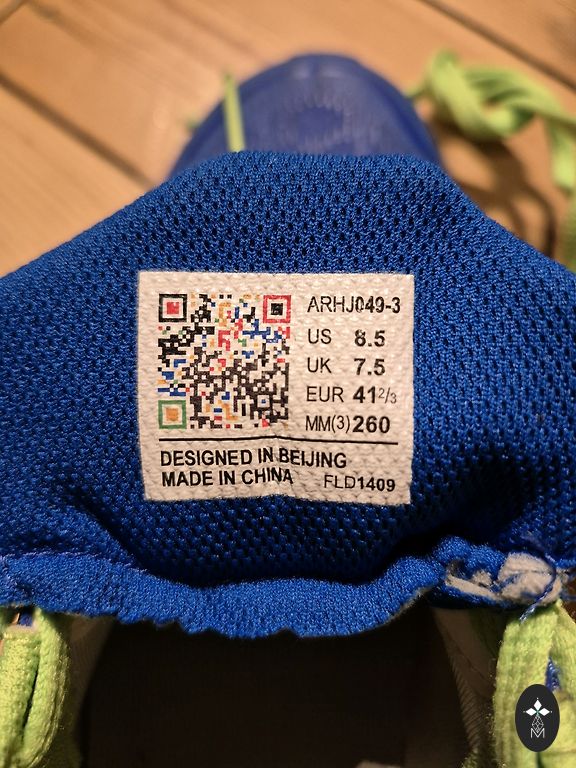 ARHJ049-3
US 8.5
UK 7.5
EUR 41 2/3
MM(3) 260
DESIGNED IN BEIJING
MADE IN CHINA FLD1409
M